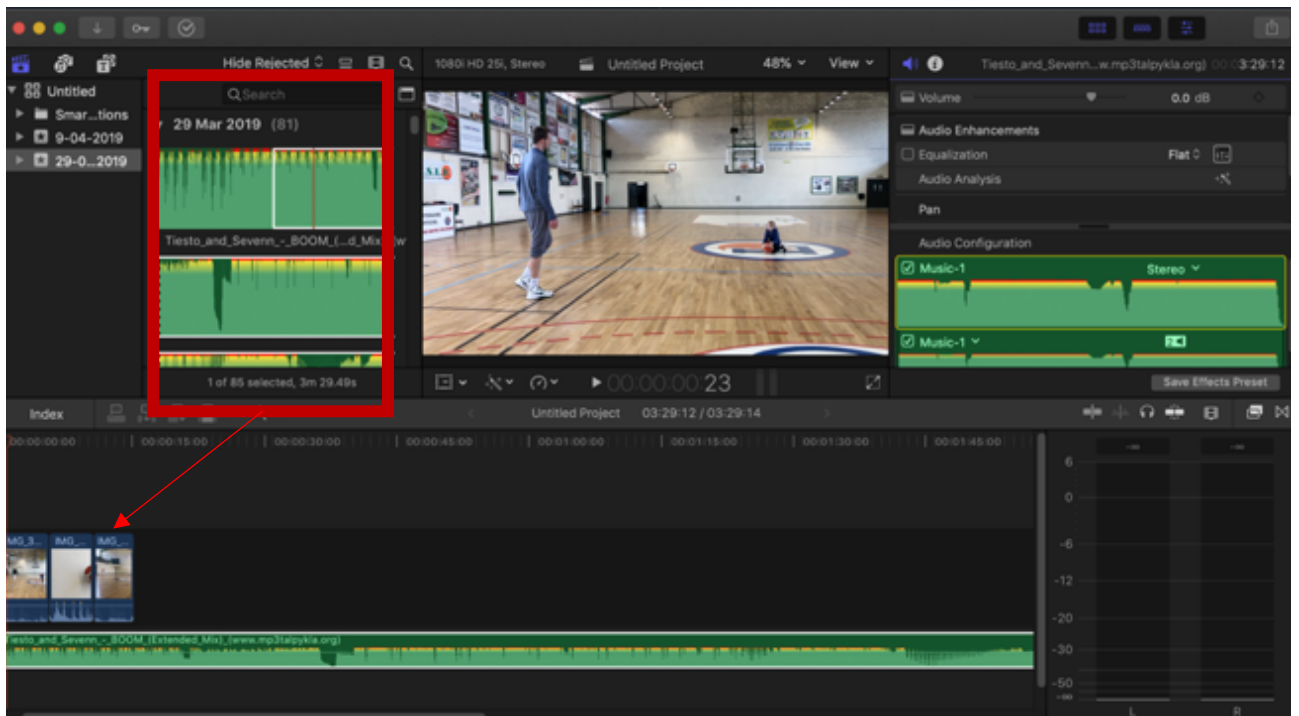 Hide Rejected
1080i HD 25i, Stereo
Untitled Project
48%
View
Tiesto_and_Sevenn...w.mp3talpykla.org)
3:29:12
Untitled
Smar...tions
9-04-2019
29-0...2019
Search
29 Mar 2019 (81)
Tiesto_and_Sevenn_-_BOOM_(...d_Mix)
1 of 85 selected, 3m 29.49s
00:00:00:23
Volume
0.0 dB
Audio Enhancements
Equalization
Flat
Audio Analysis
Pan
Audio Configuration
Music-1
Stereo
Music-1
Save Effects Preset
Index
Untitled Project
03:29:12 / 03:29:14
00:00:00:00
00:00:15:00
00:00:30:00
00:00:45:00
00:01:00:00
00:01:15:00
00:01:30:00
00:01:45:00
IMG_...
IMG_...
iesto_and_Sevenn_-_BOOM_(Extended_Mix)_(www.mp3talpykla.org)
6
0
-6
-12
-20
-30
-50
-∞
L
R